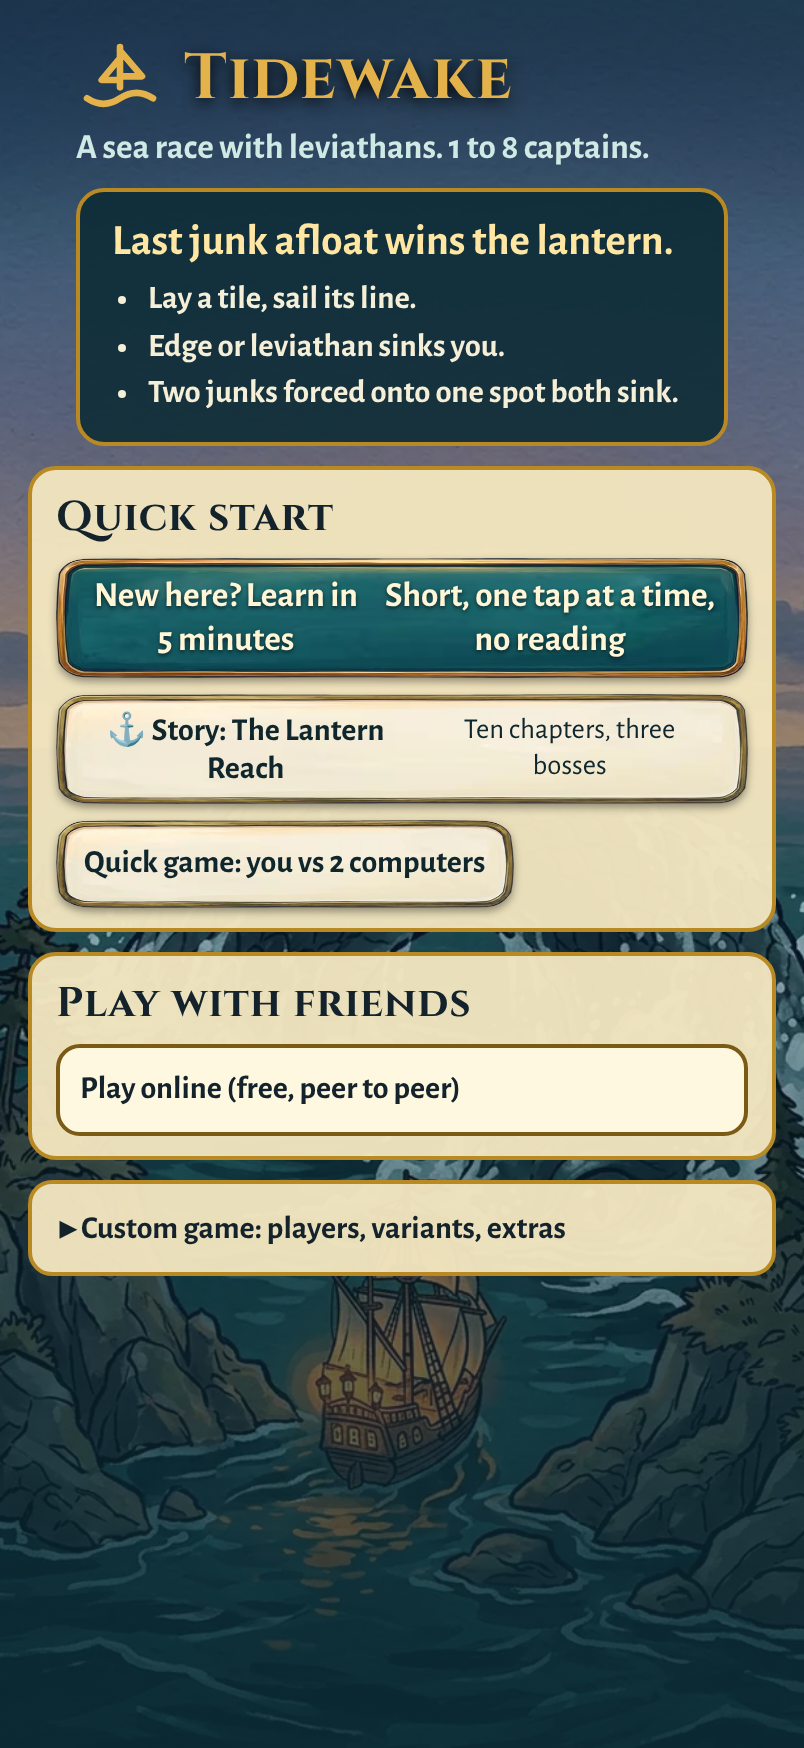 Tidewake
A sea race with leviathans. 1 to 8 captains.
Last junk afloat wins the lantern.
• Lay a tile, sail its line.
• Edge or leviathan sinks you.
• Two junks forced onto one spot both sink.
Quick start
New here? Learn in
5 minutes
Short, one tap at a time,
no reading
⚓ Story: The Lantern
Reach
Ten chapters, three
bosses
Quick game: you vs 2 computers
Play with friends
Play online (free, peer to peer)
▶ Custom game: players, variants, extras